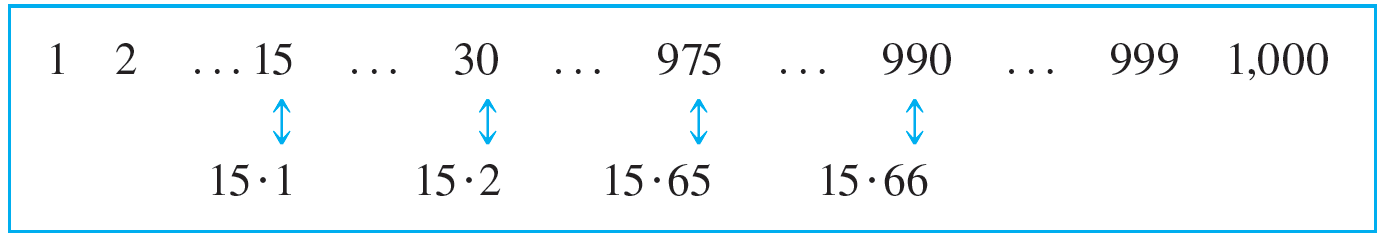 1 2 ...15 ... 30 ... 975 ... 990 ... 999 1,000
↕ ↕ ↕ ↕
15·1 15·2 15·65 15·66